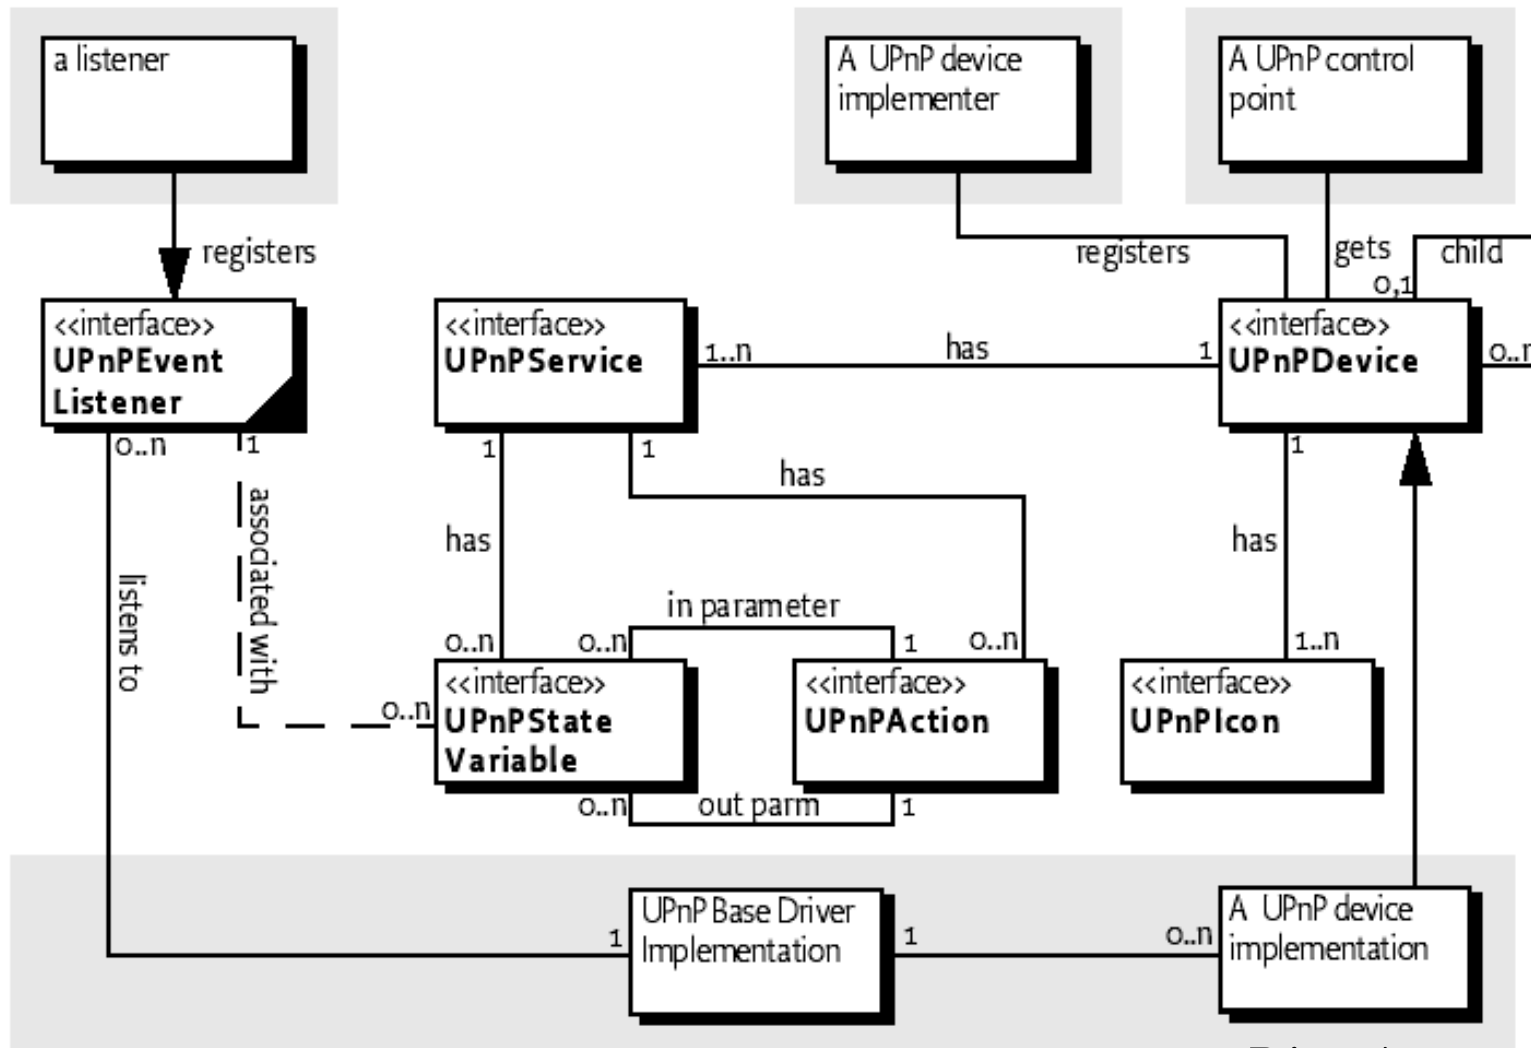 a listener
A UPnP device
implementer
A UPnP control
point
registers
registers
gets
child
0,1
<<interface>>
UPnPEvent
Listener
<<interface>>
UPnPService
1..n
has
1
<<interface>>
UPnPDevice
0..n
0..n
1
1
1
has
1
associated with
has
has
listens to
in parameter
0..n
0..n
1
0..n
1..n
0..n
<<interface>>
UPnPState
Variable
<<interface>>
UPnPAction
<<interface>>
UPnPIcon
0..n
out parm
1
UPnP Base Driver
Implementation
1
1
0..n
A UPnP device
implementation